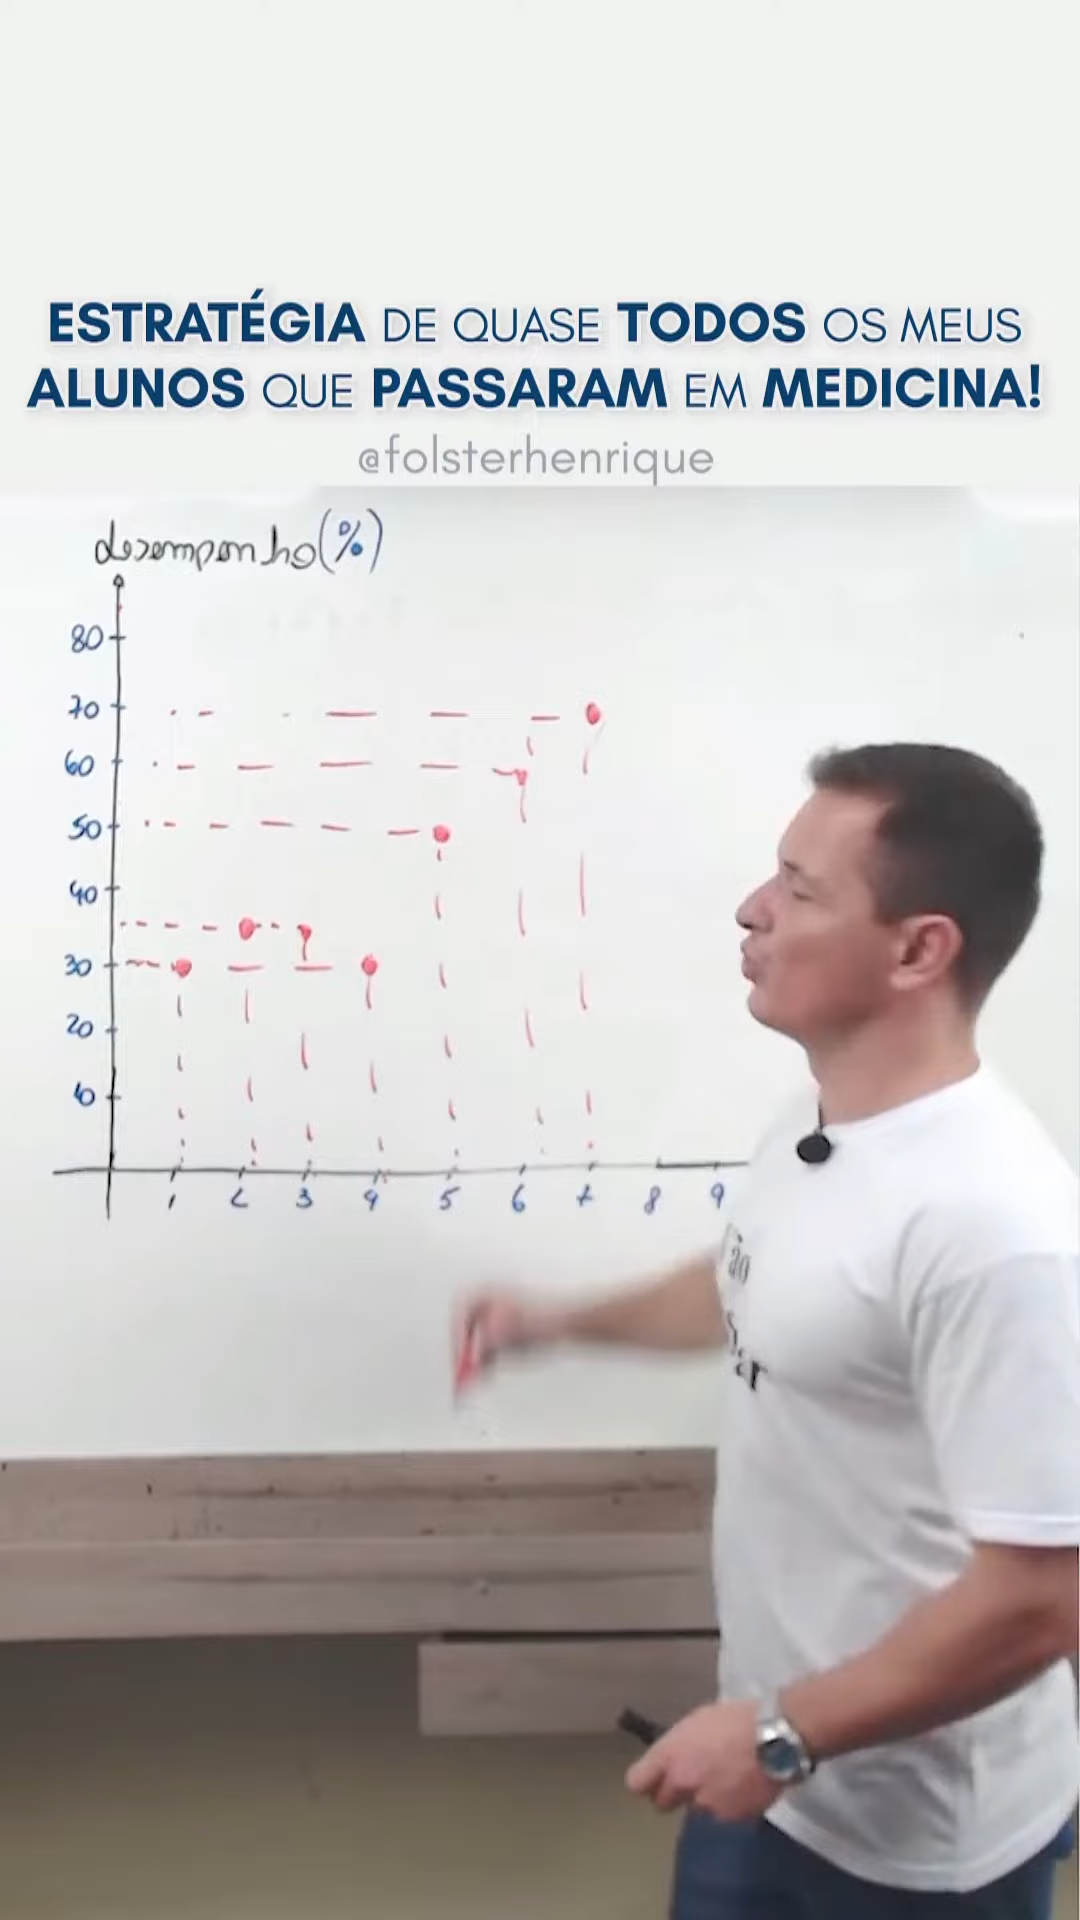 ESTRATÉGIA DE QUASE TODOS OS MEUS
ALUNOS QUE PASSARAM EM MEDICINA!
@folsterhenrique
desempenho(%)
80
70
60
50
40
30
20
10
1 2 3 4 5 6 7 8 9
ão